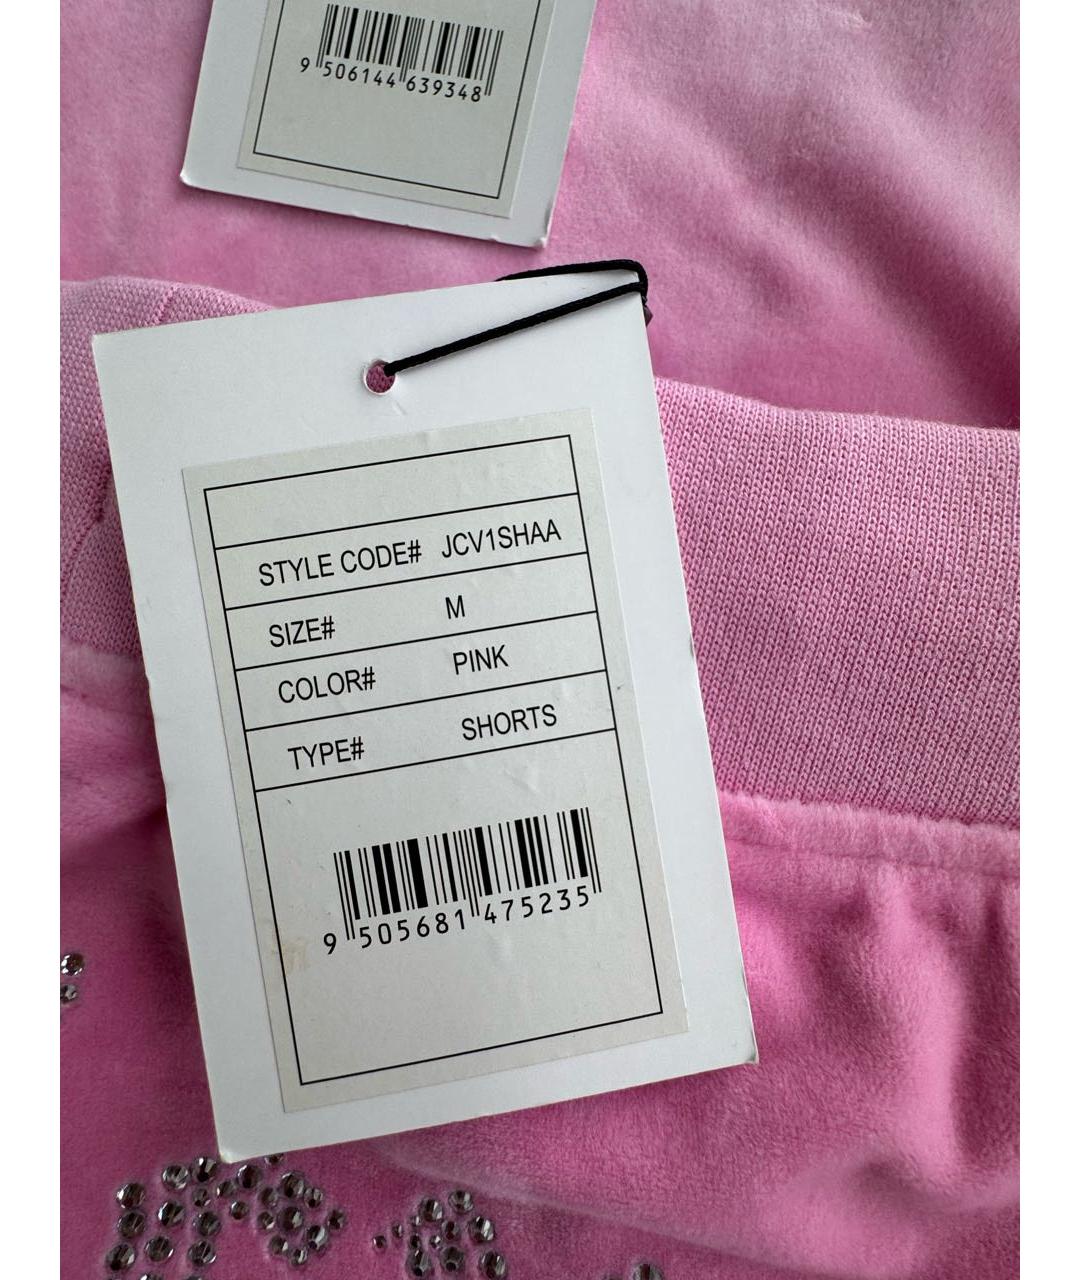 9 506144 639348
STYLE CODE# JCV1SHAA
SIZE# M
COLOR# PINK
TYPE# SHORTS
9 505681 475235